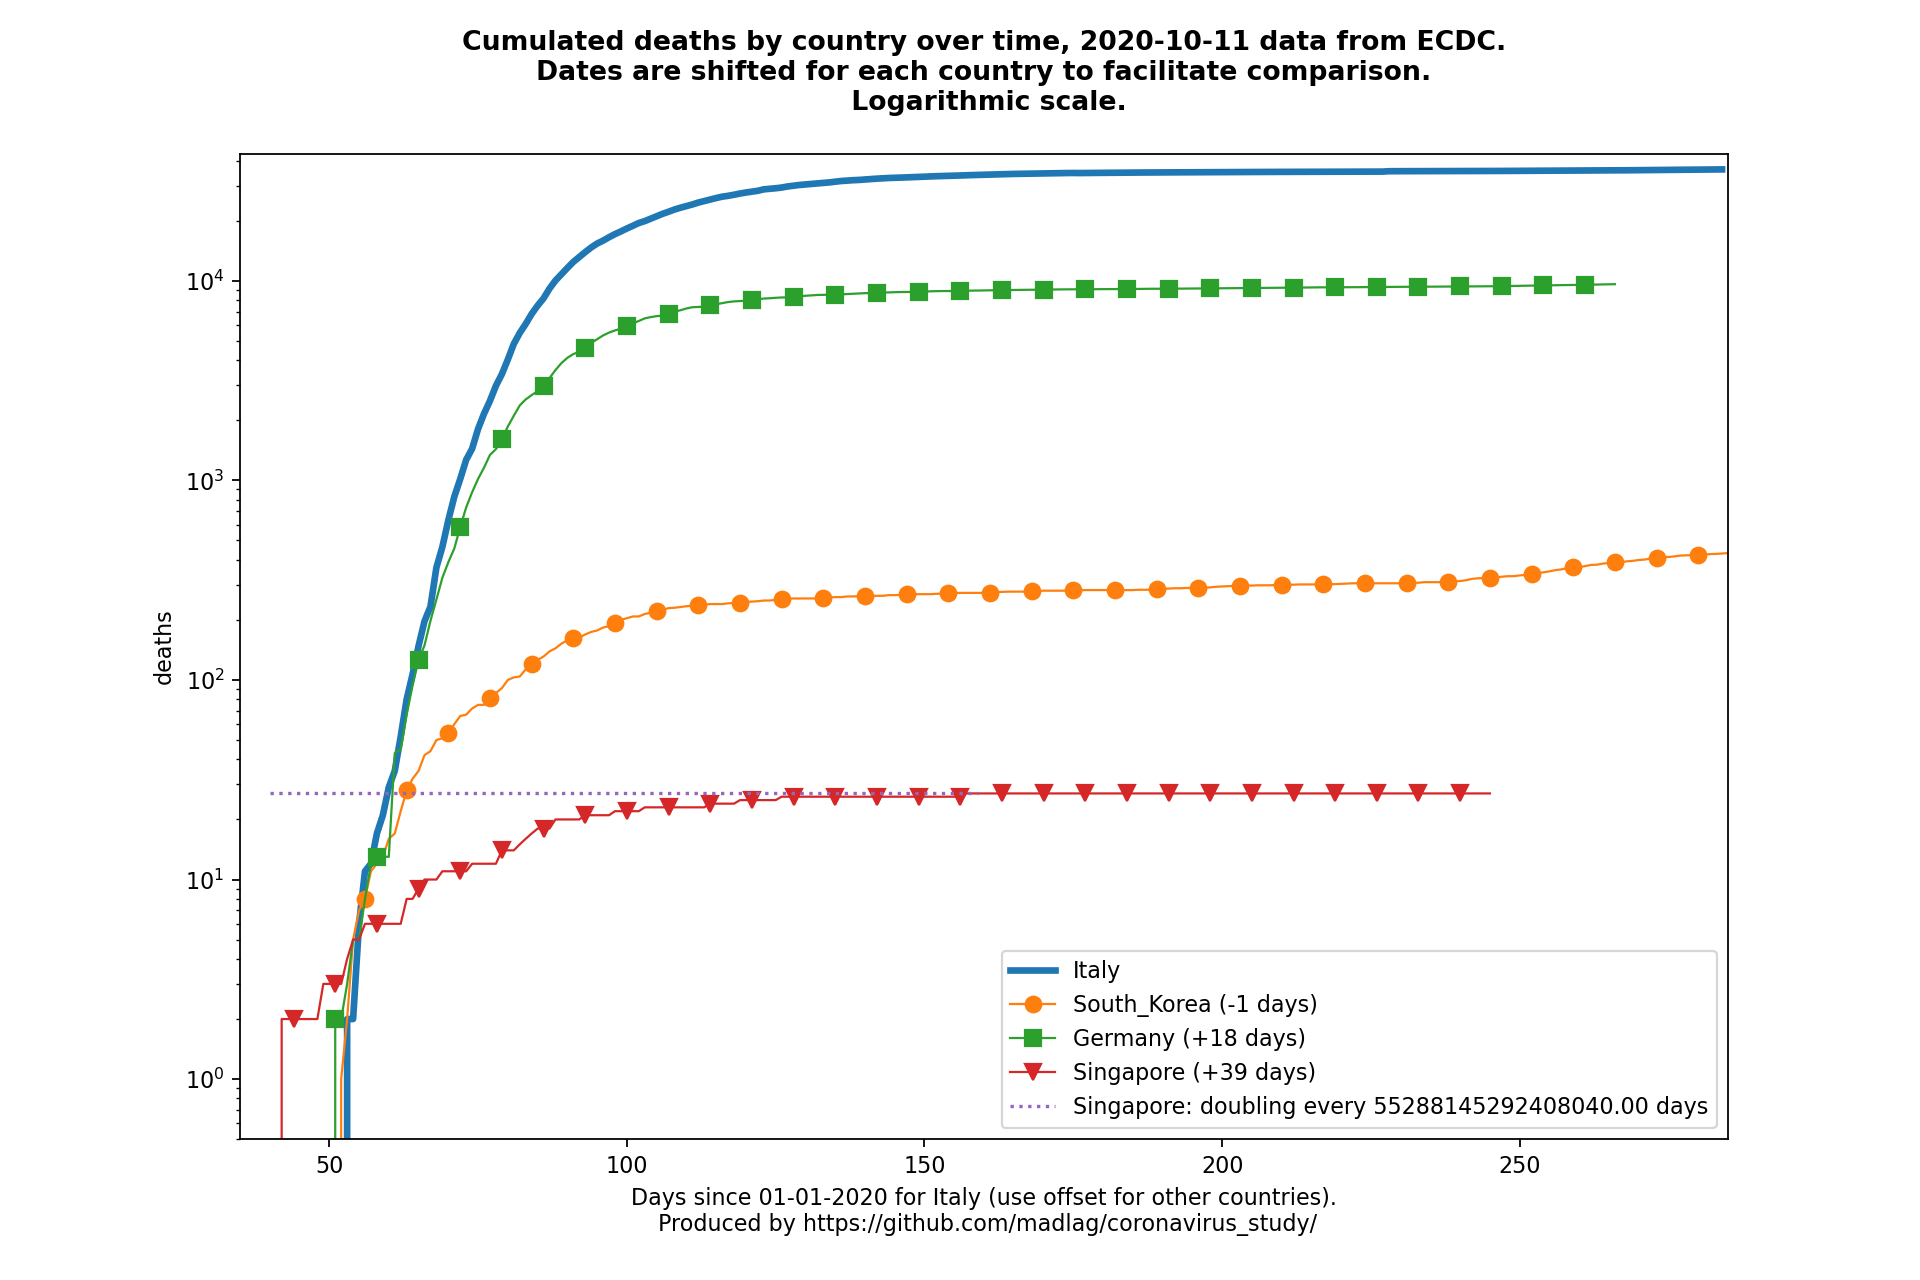 Cumulated deaths by country over time, 2020-10-11 data from ECDC.
Dates are shifted for each country to facilitate comparison.
Logarithmic scale.
10^4
10^3
10^2
10^1
10^0
deaths
Italy
South_Korea (-1 days)
Germany (+18 days)
Singapore (+39 days)
Singapore: doubling every 55288145292408040.00 days
50 100 150 200 250
Days since 01-01-2020 for Italy (use offset for other countries).
Produced by https://github.com/madlag/coronavirus_study/